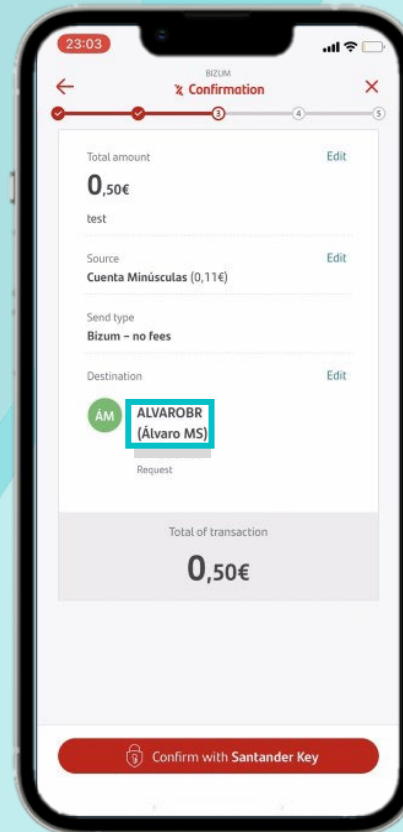 23:03
BIZUM
Confirmation
3 4 5
Total amount Edit
0,50€
test
Source Edit
Cuenta Minúsculas (0,11€)
Send type
Bizum – no fees
Destination Edit
ÁM ALVAROBR
(Álvaro MS)
Request
Total of transaction
0,50€
Confirm with Santander Key